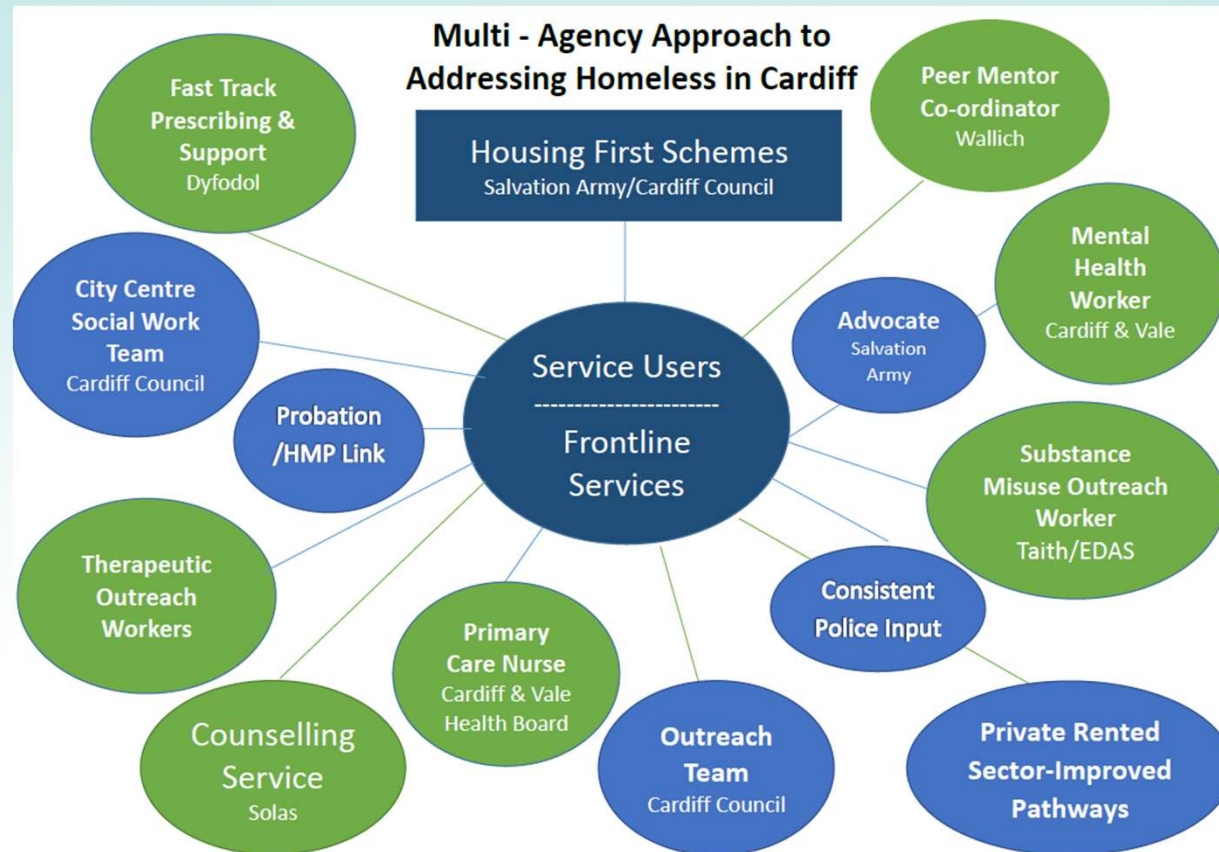 Multi - Agency Approach to
Addressing Homeless in Cardiff
Housing First Schemes
Salvation Army/Cardiff Council
Fast Track
Prescribing &
Support
Dyfodol
Peer Mentor
Co-ordinator
Wallich
City Centre
Social Work
Team
Cardiff Council
Mental
Health
Worker
Cardiff & Vale
Advocate
Salvation
Army
Service Users
-----------------------
Frontline
Services
Probation
/HMP Link
Substance
Misuse Outreach
Worker
Taith/EDAS
Therapeutic
Outreach
Workers
Consistent
Police Input
Primary
Care Nurse
Cardiff & Vale
Health Board
Counselling
Service
Solas
Outreach
Team
Cardiff Council
Private Rented
Sector-Improved
Pathways